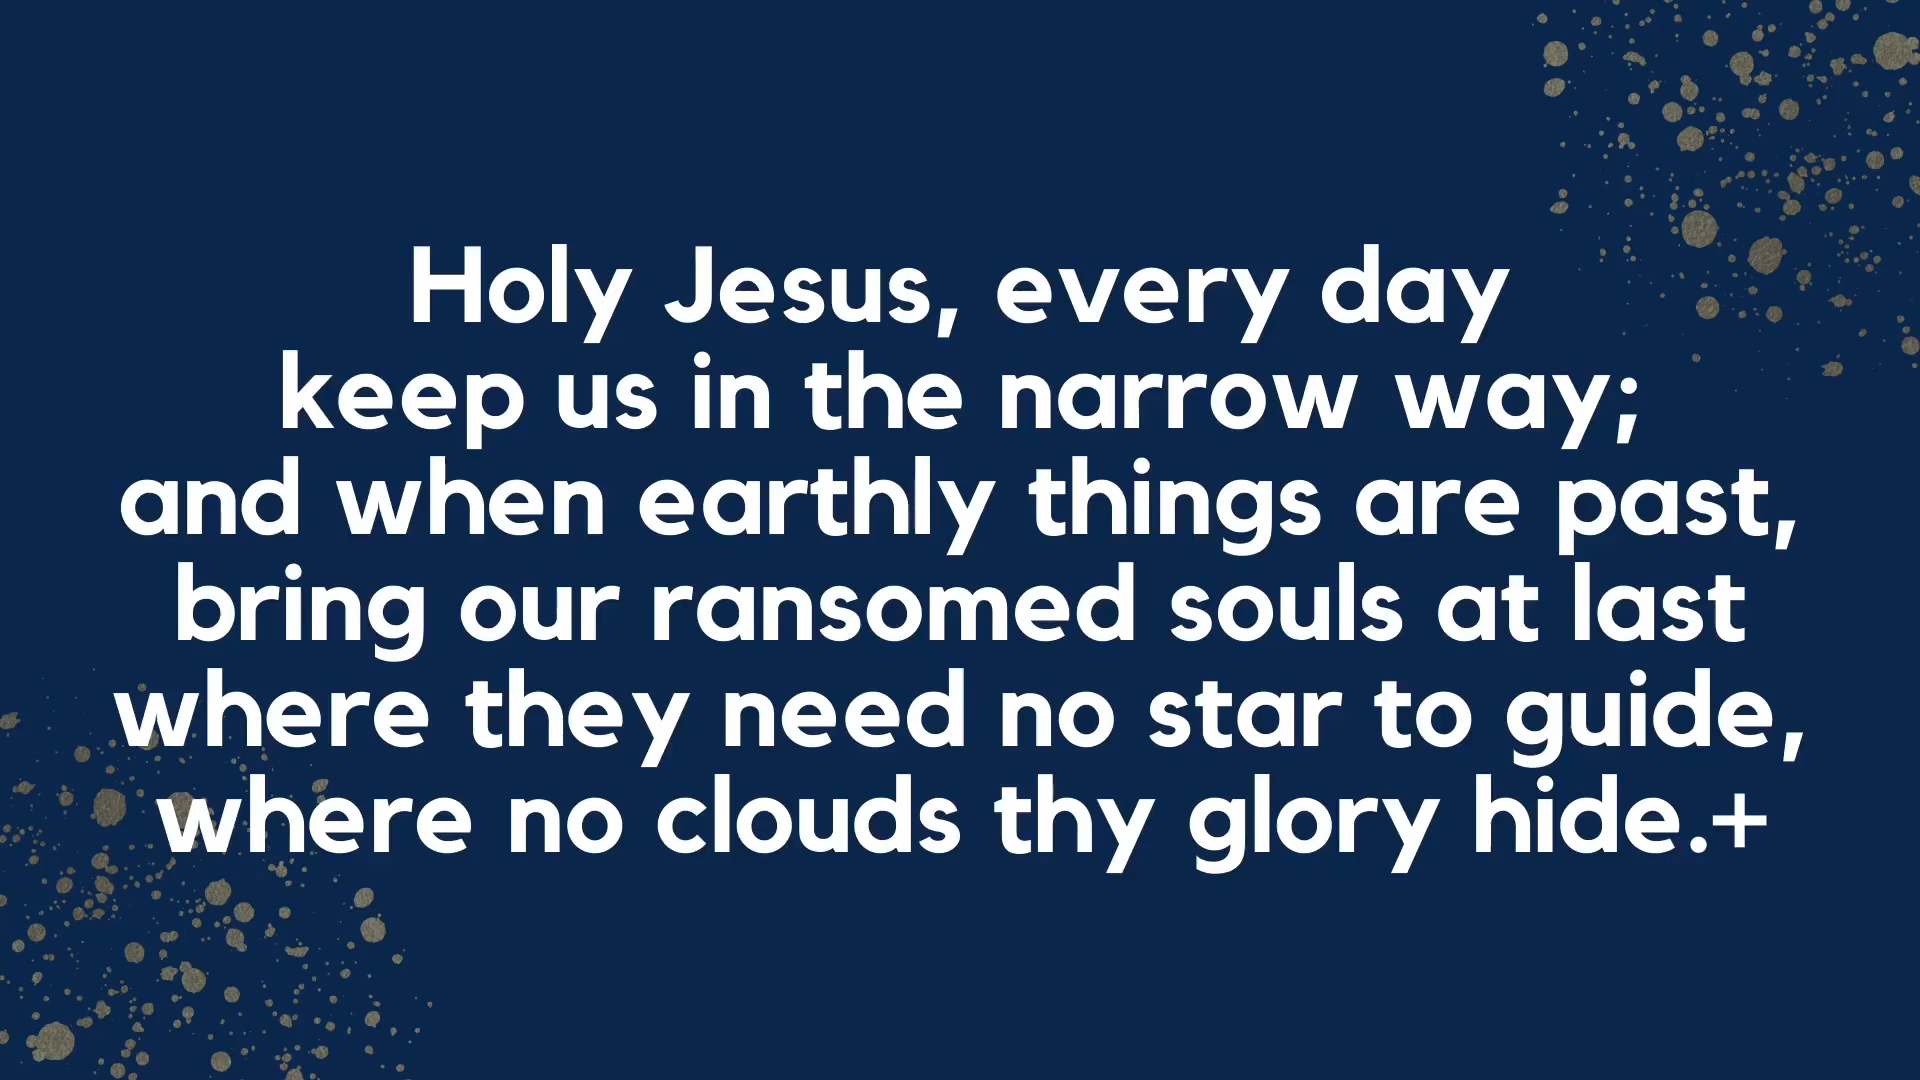 Holy Jesus, every day
keep us in the narrow way;
and when earthly things are past,
bring our ransomed souls at last
where they need no star to guide,
where no clouds thy glory hide.+